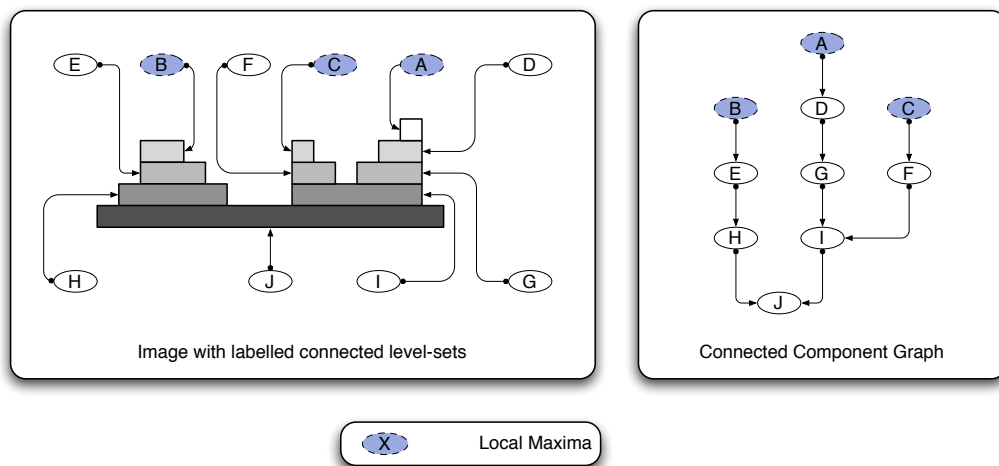 E B F C A D
H J I G
Image with labelled connected level-sets
A
B D C
E G F
H I
J
Connected Component Graph
X Local Maxima